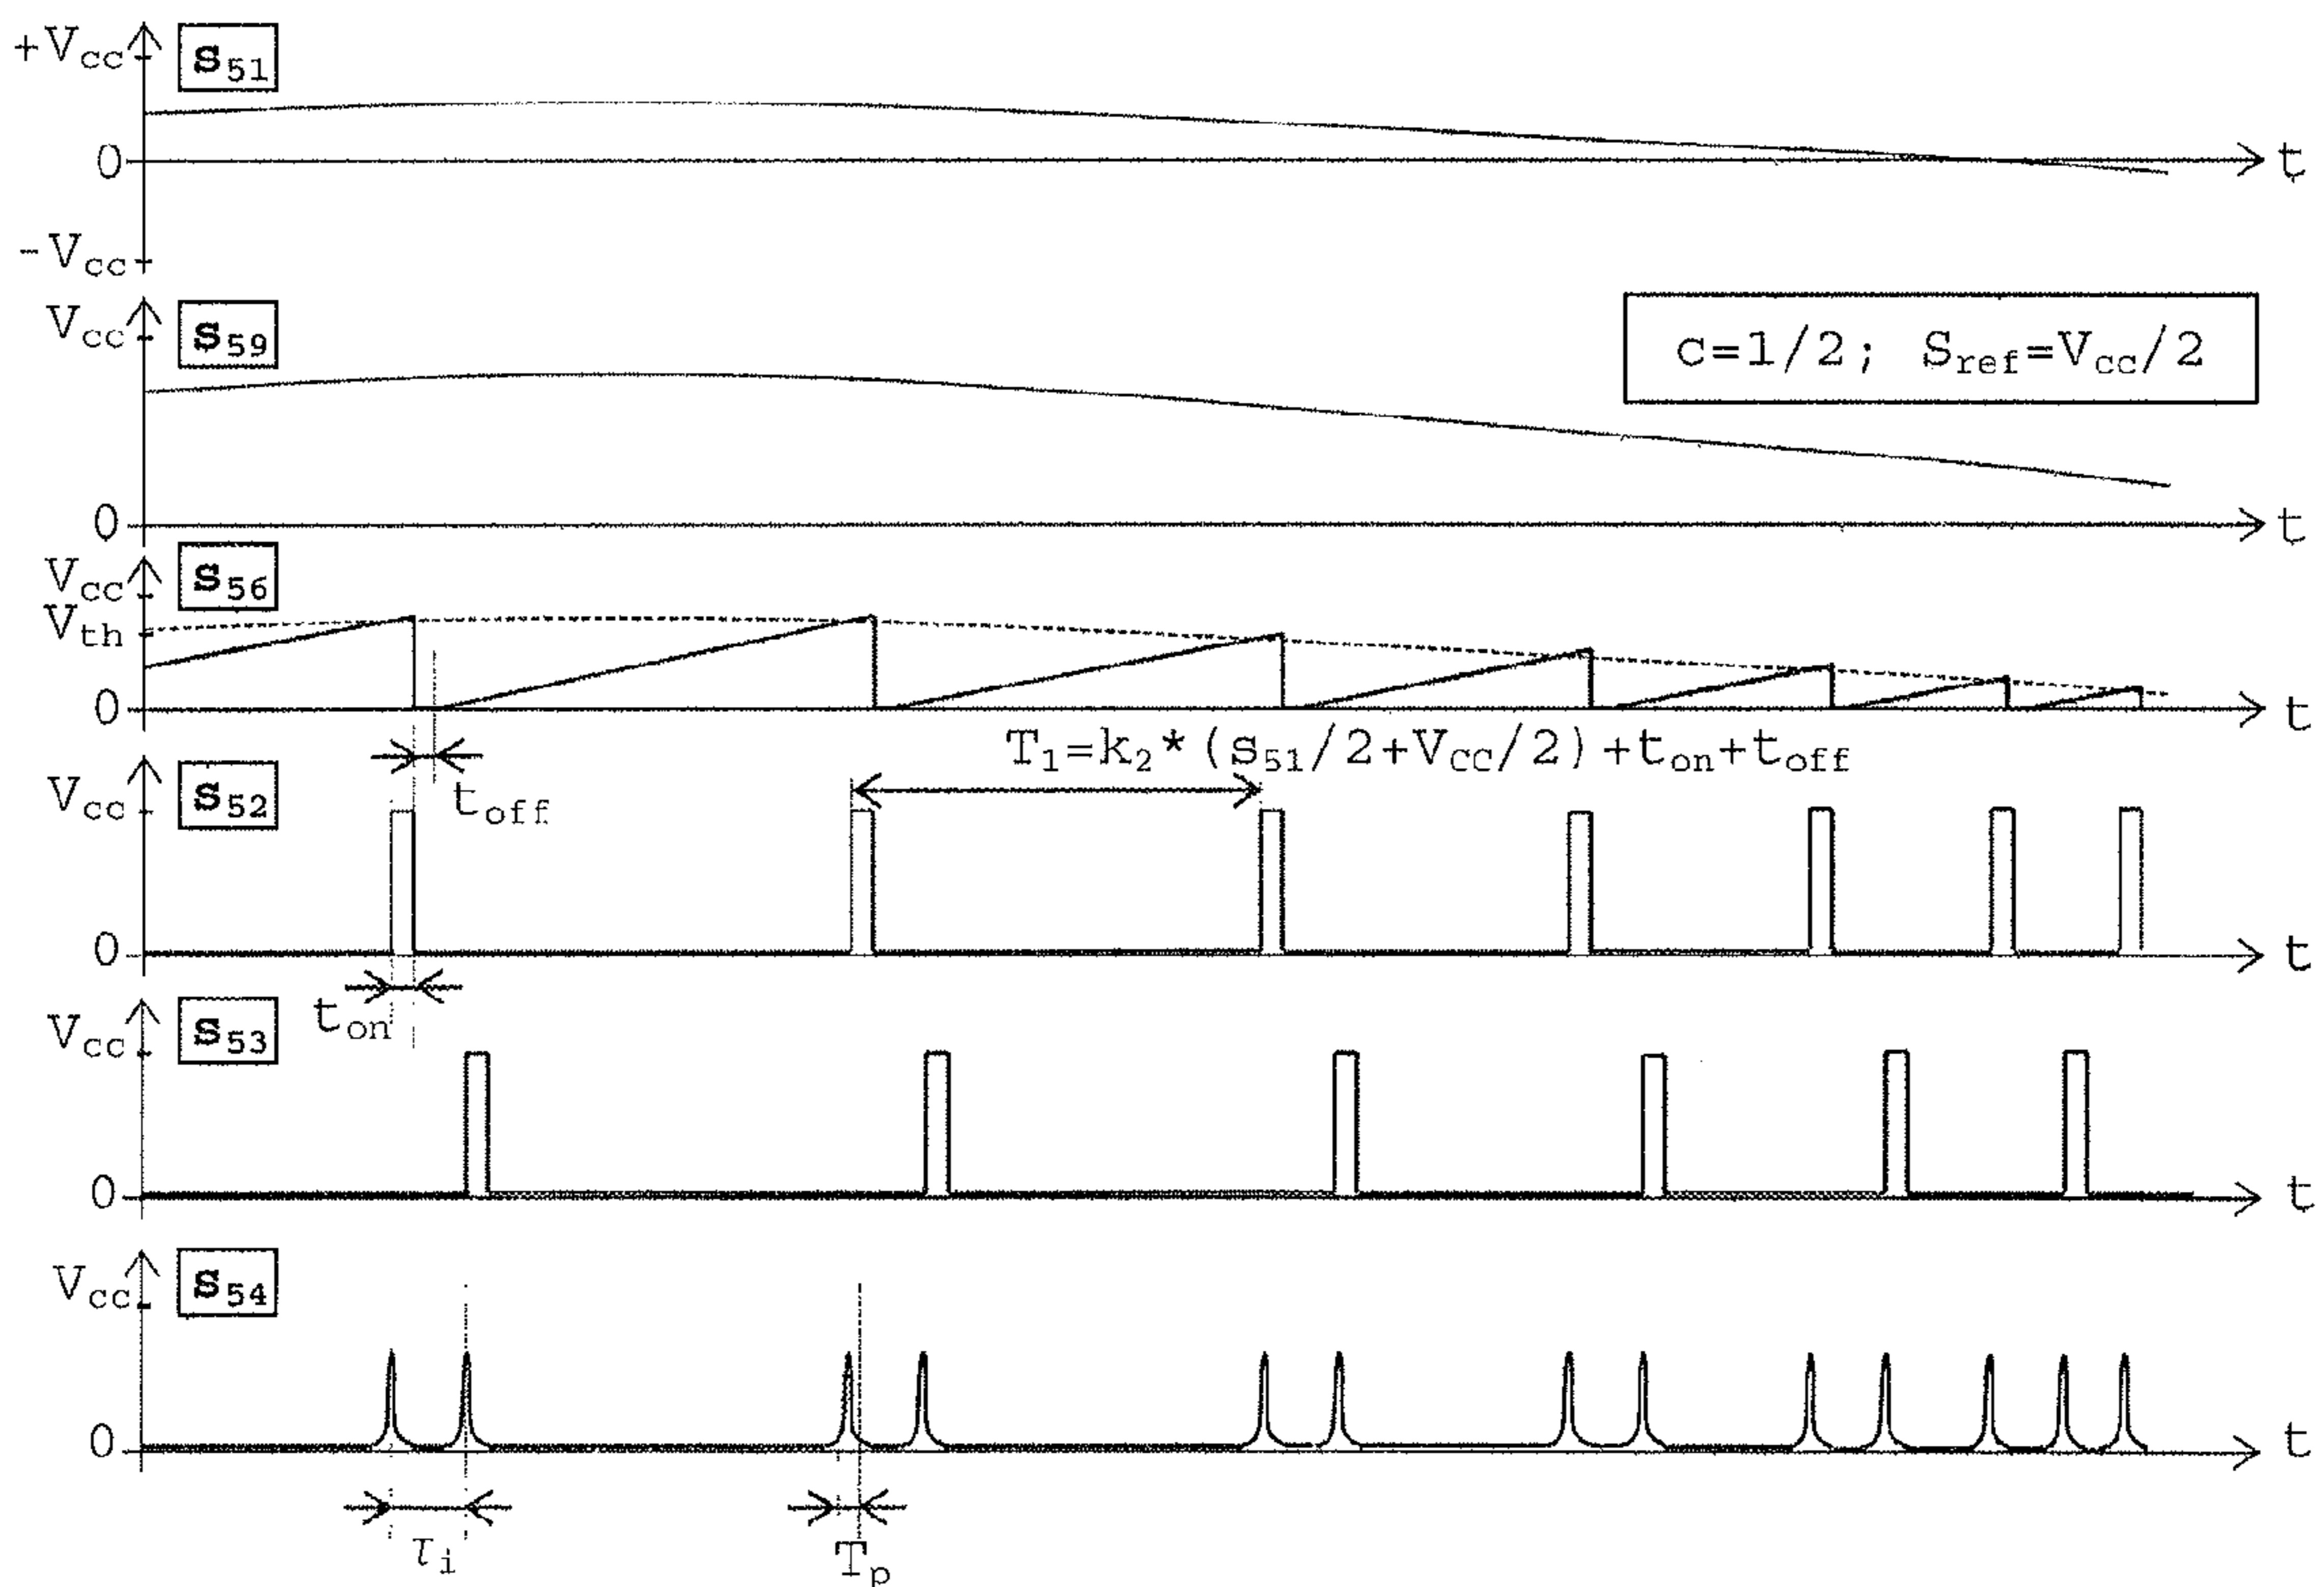 +Vcc
s51
0
t
-Vcc
Vcc
s59
c=1/2; Sref=Vcc/2
0
t
Vcc
s56
Vth
0
t
T1=k2*(s51/2+VCC/2)+ton+toff
Vcc
s52
toff
0
t
ton
Vcc
s53
0
t
Vcc
s54
0
t
τi
Tp